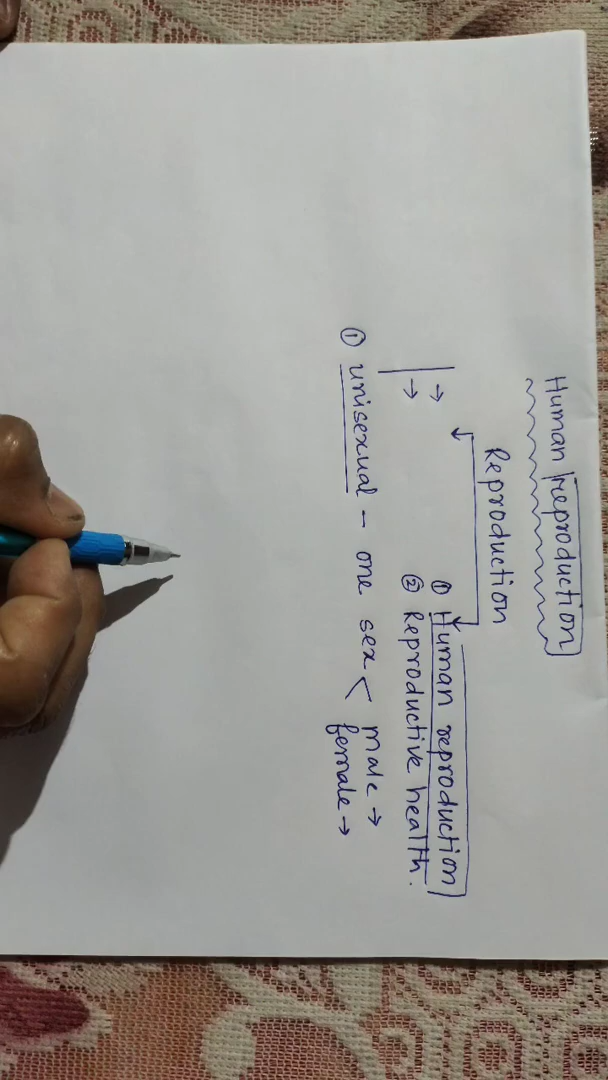 Human reproduction
Reproduction
→ ① Human reproduction
→ ② Reproductive health.
① unisexual – one sex < male →
female →